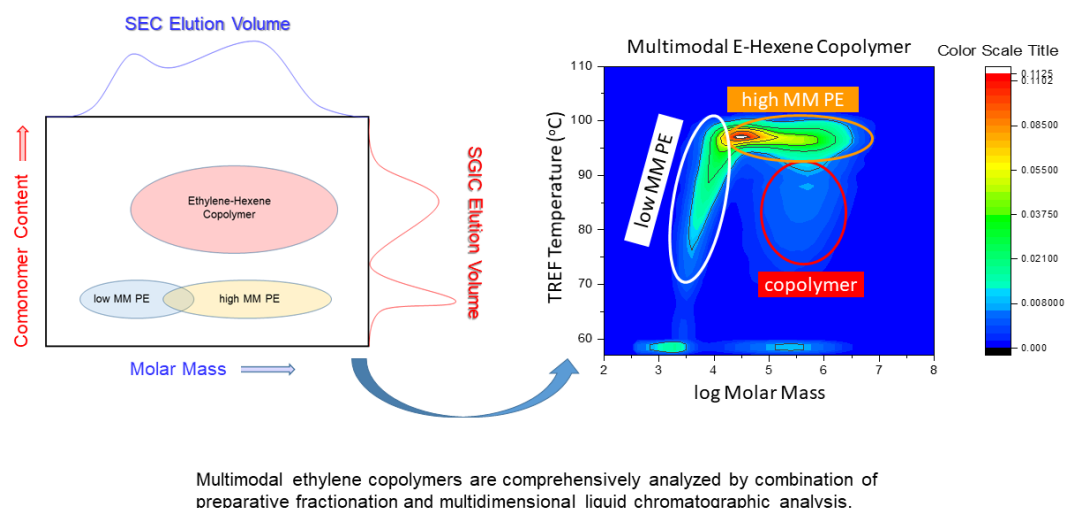 SEC Elution Volume
Comonomer Content
Ethylene-Hexene
Copolymer
low MM PE
high MM PE
SGIC Elution Volume
Molar Mass
Multimodal E-Hexene Copolymer
Color Scale Title
TREF Temperature (°C)
110
100
90
80
70
60
high MM PE
low MM PE
copolymer
2
3
4
5
6
7
8
log Molar Mass
0.1125
0.1102
0.08500
0.05500
0.03750
0.02100
0.008000
0.000
Multimodal ethylene copolymers are comprehensively analyzed by combination of
preparative fractionation and multidimensional liquid chromatographic analysis.